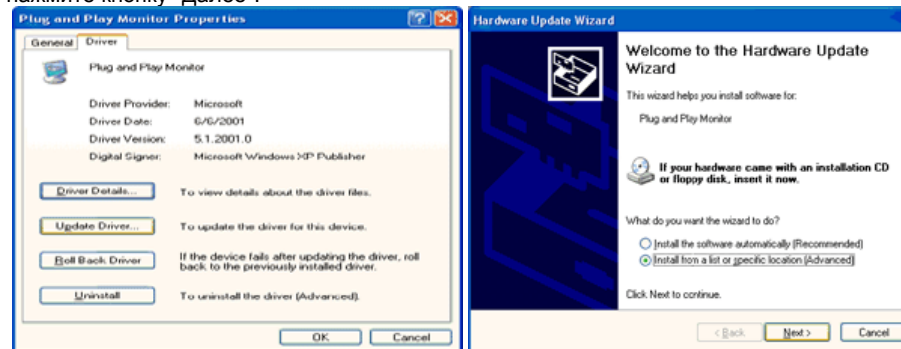 нажмите кнопку "Далее".
Plug and Play Monitor Properties
General Driver
Plug and Play Monitor
Driver Provider: Microsoft
Driver Date: 6/6/2001
Driver Version: 5.1.2001.0
Digital Signer: Microsoft Windows XP Publisher
Driver Details... To view details about the driver files.
Update Driver... To update the driver for this device.
Roll Back Driver If the device fails after updating the driver, roll
back to the previously installed driver.
Uninstall To uninstall the driver (Advanced).
OK Cancel
Hardware Update Wizard
Welcome to the Hardware Update
Wizard
This wizard helps you install software for:
Plug and Play Monitor
If your hardware came with an installation CD
or floppy disk, insert it now.
What do you want the wizard to do?
Install the software automatically (Recommended)
Install from a list or specific location (Advanced)
Click Next to continue.
< Back Next > Cancel